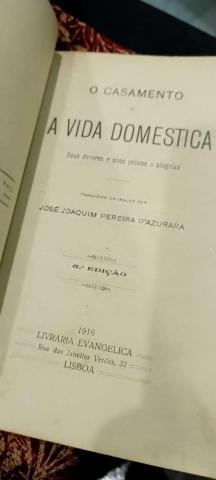 O CASAMENTO
E
A VIDA DOMESTICA
Seus deveres e suas provas e alegrias
TRADUZIDO DO INGLEZ POR
JOSÉ JOAQUIM PEREIRA D'AZURARA
5.ª EDIÇÃO
1916
LIVRARIA EVANGELICA
Rua das Janellas Verdes, 32
LISBOA